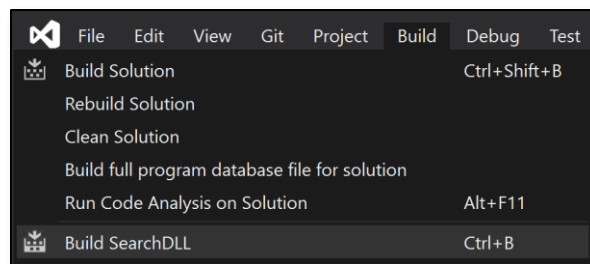 File Edit View Git Project Build Debug Test
Build Solution Ctrl+Shift+B
Rebuild Solution
Clean Solution
Build full program database file for solution
Run Code Analysis on Solution Alt+F11
Build SearchDLL Ctrl+B